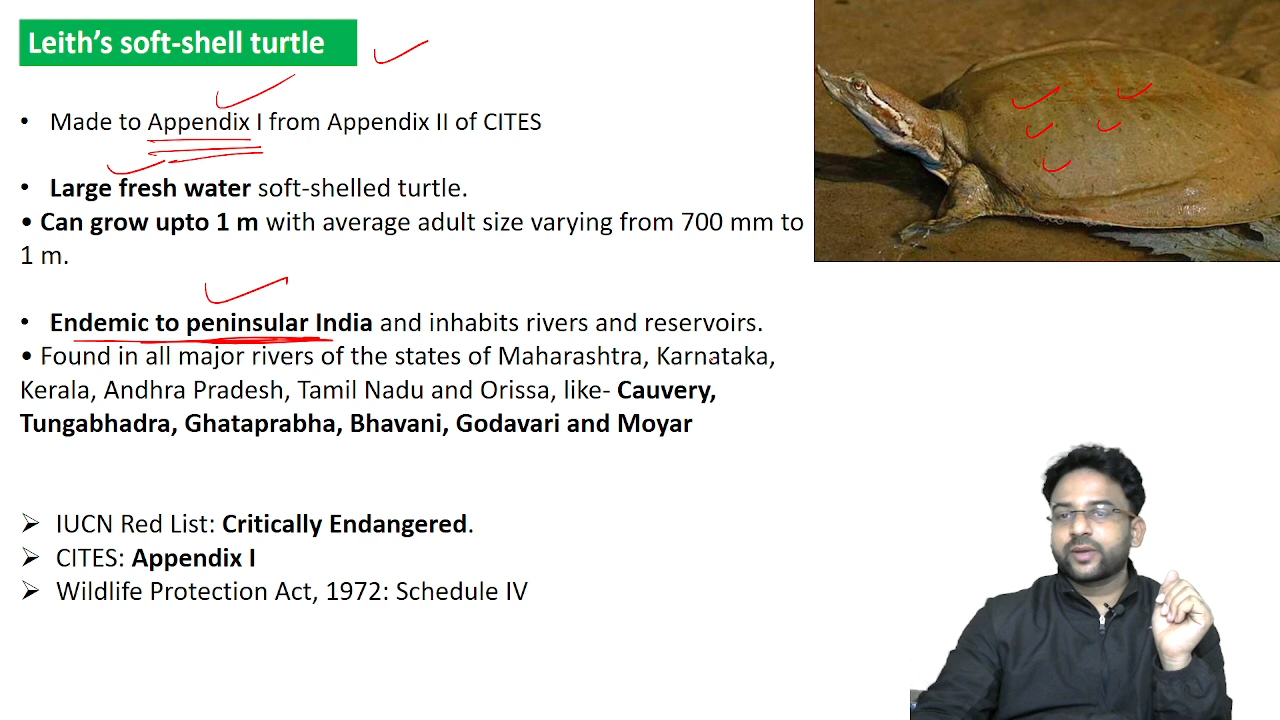 Leith's soft-shell turtle
• Made to Appendix I from Appendix II of CITES
• Large fresh water soft-shelled turtle.
• Can grow upto 1 m with average adult size varying from 700 mm to
1 m.
• Endemic to peninsular India and inhabits rivers and reservoirs.
• Found in all major rivers of the states of Maharashtra, Karnataka,
Kerala, Andhra Pradesh, Tamil Nadu and Orissa, like- Cauvery,
Tungabhadra, Ghataprabha, Bhavani, Godavari and Moyar
➢ IUCN Red List: Critically Endangered.
➢ CITES: Appendix I
➢ Wildlife Protection Act, 1972: Schedule IV